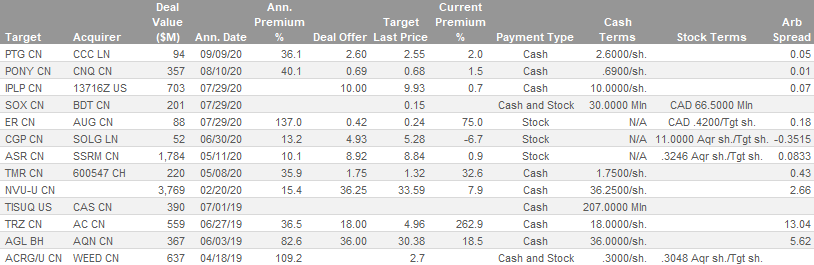 Deal Ann. Target Current
Value Premium Premium Cash Arb
Target Acquirer ($M) Ann. Date % Deal Offer Last Price % Payment Type Terms Stock Terms Spread
PTG CN CCC LN 94 09/09/20 36.1 2.60 2.55 2.0 Cash 2.6000/sh. 0.05
PONY CN CNQ CN 357 08/10/20 40.1 0.69 0.68 1.5 Cash .6900/sh. 0.01
IPLP CN 13716Z US 703 07/29/20 10.00 9.93 0.7 Cash 10.0000/sh. 0.07
SOX CN BDT CN 201 07/29/20 0.15 Cash and Stock 30.0000 Mln CAD 66.5000 Mln
ER CN AUG CN 88 07/29/20 137.0 0.42 0.24 75.0 Stock N/A CAD .4200/Tgt sh. 0.18
CGP CN SOLG LN 52 06/30/20 13.2 4.93 5.28 -6.7 Stock N/A 11.0000 Aqr sh./Tgt sh. -0.3515
ASR CN SSRM CN 1,784 05/11/20 10.1 8.92 8.84 0.9 Stock N/A .3246 Aqr sh./Tgt sh. 0.0833
TMR CN 600547 CH 220 05/08/20 35.9 1.75 1.32 32.6 Cash 1.7500/sh. 0.43
NVU-U CN 3,769 02/20/20 15.4 36.25 33.59 7.9 Cash 36.2500/sh. 2.66
TISUQ US CAS CN 390 07/01/19 Cash 207.0000 Mln
TRZ CN AC CN 559 06/27/19 36.5 18.00 4.96 262.9 Cash 18.0000/sh. 13.04
AGL BH AQN CN 367 06/03/19 82.6 36.00 30.38 18.5 Cash 36.0000/sh. 5.62
ACRG/U CN WEED CN 637 04/18/19 109.2 2.7 Cash and Stock .3000/sh. .3048 Aqr sh./Tgt sh.